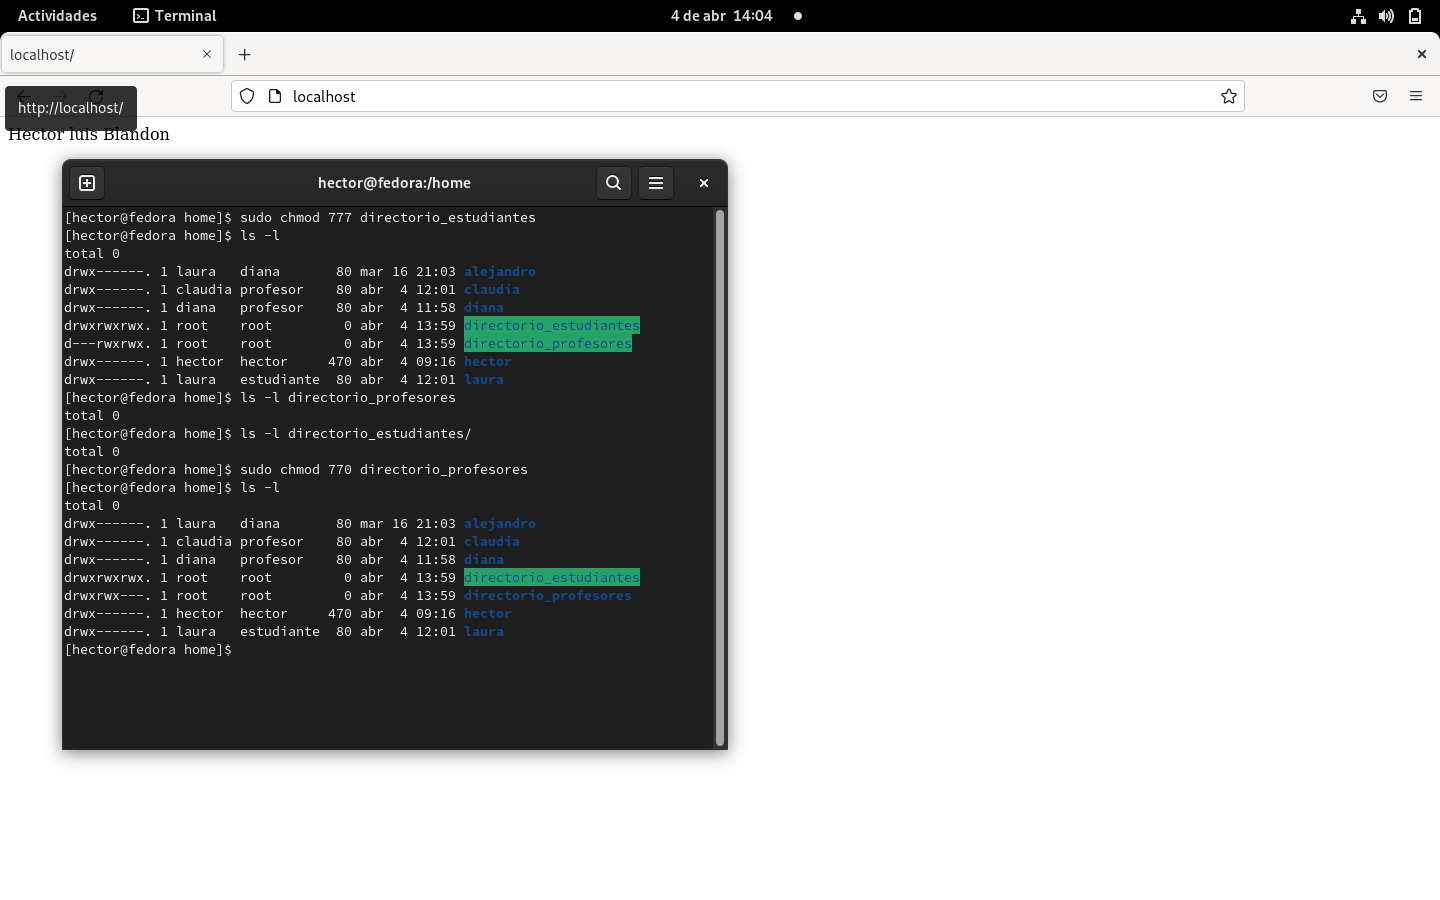 Actividades Terminal 4 de abr 14:04
localhost/
localhost
http://localhost/
Hector luis Blandon
hector@fedora:/home
[hector@fedora home]$ sudo chmod 777 directorio_estudiantes
[hector@fedora home]$ ls -l
total 0
drwx------. 1 laura   diana       80 mar 16 21:03 alejandro
drwx------. 1 claudia profesor    80 abr  4 12:01 claudia
drwx------. 1 diana   profesor    80 abr  4 11:58 diana
drwxrwxrwx. 1 root    root         0 abr  4 13:59 directorio_estudiantes
d---rwxrwx. 1 root    root         0 abr  4 13:59 directorio_profesores
drwx------. 1 hector  hector     470 abr  4 09:16 hector
drwx------. 1 laura   estudiante  80 abr  4 12:01 laura
[hector@fedora home]$ ls -l directorio_profesores
total 0
[hector@fedora home]$ ls -l directorio_estudiantes/
total 0
[hector@fedora home]$ sudo chmod 770 directorio_profesores
[hector@fedora home]$ ls -l
total 0
drwx------. 1 laura   diana       80 mar 16 21:03 alejandro
drwx------. 1 claudia profesor    80 abr  4 12:01 claudia
drwx------. 1 diana   profesor    80 abr  4 11:58 diana
drwxrwxrwx. 1 root    root         0 abr  4 13:59 directorio_estudiantes
drwxrwx---. 1 root    root         0 abr  4 13:59 directorio_profesores
drwx------. 1 hector  hector     470 abr  4 09:16 hector
drwx------. 1 laura   estudiante  80 abr  4 12:01 laura
[hector@fedora home]$